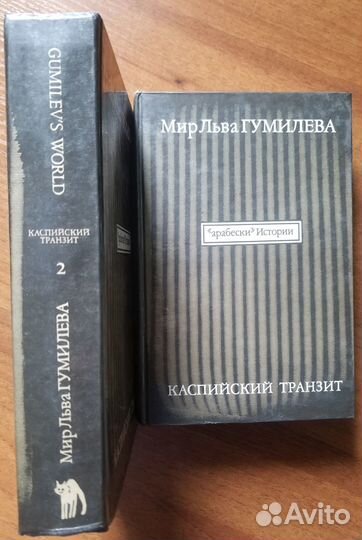 GUMILEV'S WORLD
КАСПИЙСКИЙ
ТРАНЗИТ
2
Мир Льва ГУМИЛЕВА
Мир Льва ГУМИЛЕВА
"арабески" Истории
КАСПИЙСКИЙ ТРАНЗИТ
Avito